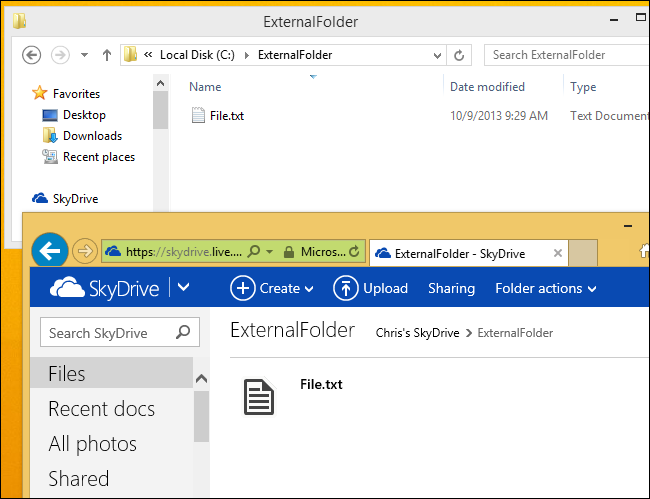 ExternalFolder
« Local Disk (C:) ExternalFolder
Search ExternalFolder
Name Date modified Type
Favorites
Desktop
Downloads
Recent places
SkyDrive
File.txt 10/9/2013 9:29 AM Text Document
https://skydrive.live.... Micros... ExternalFolder - SkyDrive
SkyDrive Create Upload Sharing Folder actions
Search SkyDrive
Files
Recent docs
All photos
Shared
ExternalFolder Chris's SkyDrive ExternalFolder
File.txt